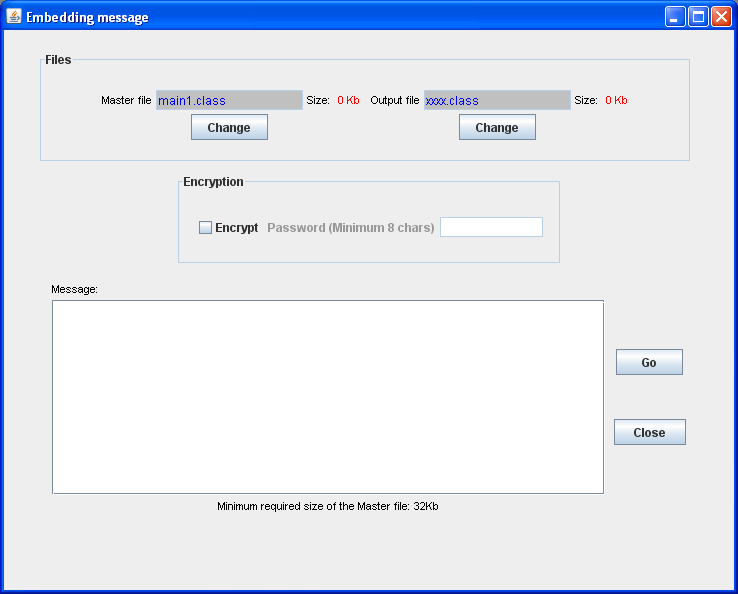 Embedding message
Files
Master file main1.class Size: 0 Kb Output file xxxx.class Size: 0 Kb
Change Change
Encryption
Encrypt Password (Minimum 8 chars)
Message:
Go
Close
Minimum required size of the Master file: 32Kb